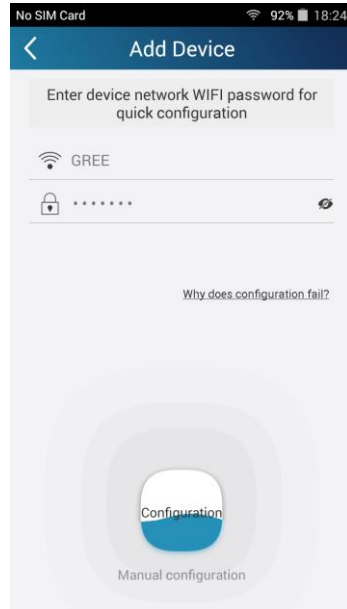 No SIM Card 92% 18:24
Add Device
Enter device network WIFI password for
quick configuration
GREE
•••••••
Why does configuration fail?
Configuration
Manual configuration